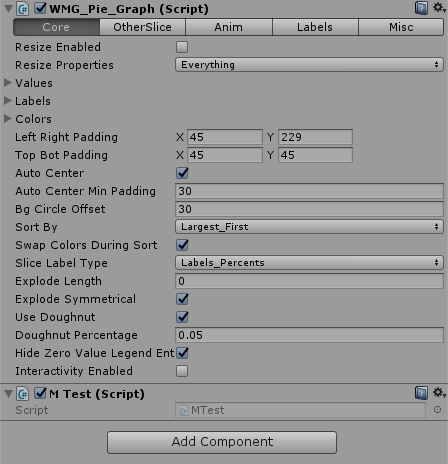 WMG_Pie_Graph (Script)
Core OtherSlice Anim Labels Misc
Resize Enabled
Resize Properties Everything
Values
Labels
Colors
Left Right Padding X 45 Y 229
Top Bot Padding X 45 Y 45
Auto Center
Auto Center Min Padding 30
Bg Circle Offset 30
Sort By Largest_First
Swap Colors During Sort
Slice Label Type Labels_Percents
Explode Length 0
Explode Symmetrical
Use Doughnut
Doughnut Percentage 0.05
Hide Zero Value Legend Ent
Interactivity Enabled
M Test (Script)
Script MTest
Add Component